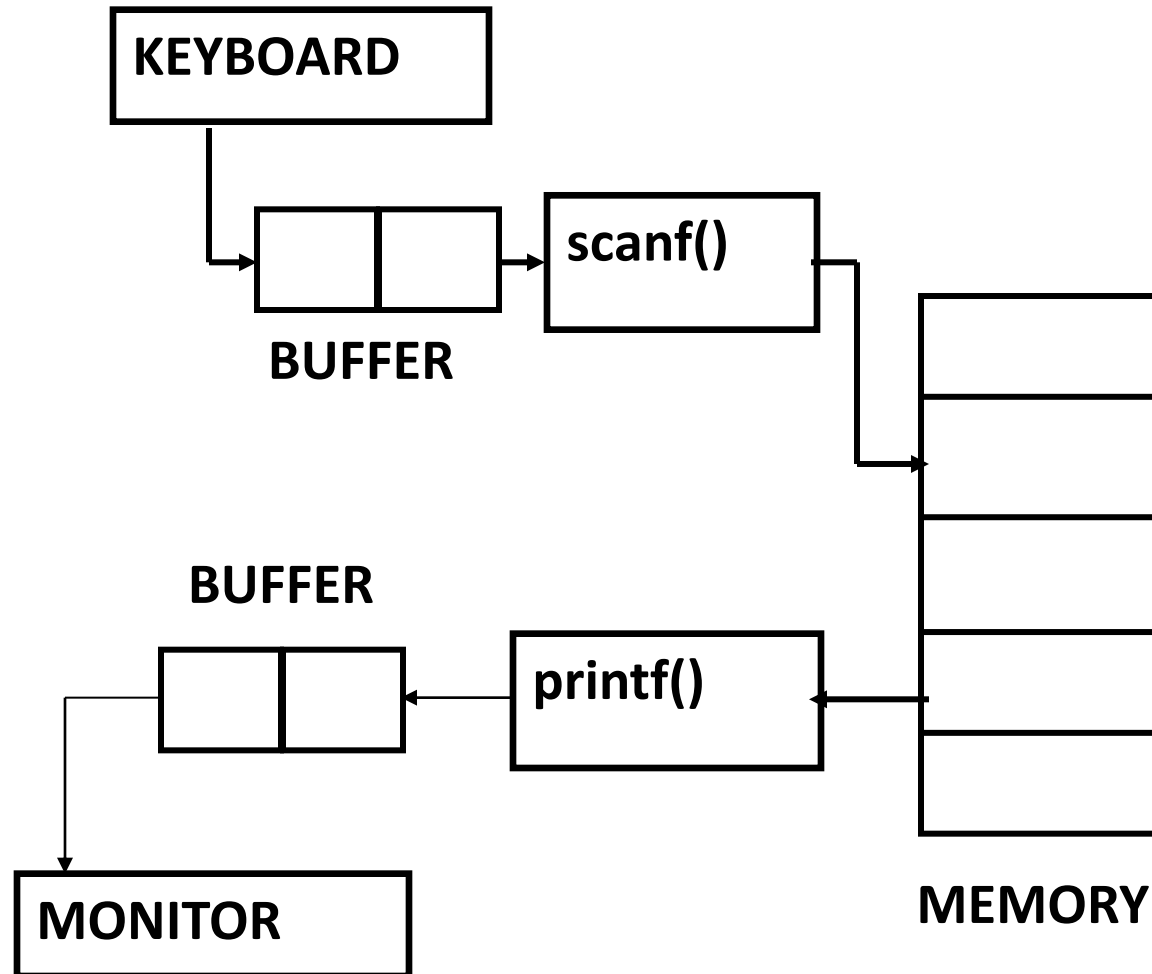 KEYBOARD
scanf()
BUFFER
BUFFER
printf()
MEMORY
MONITOR